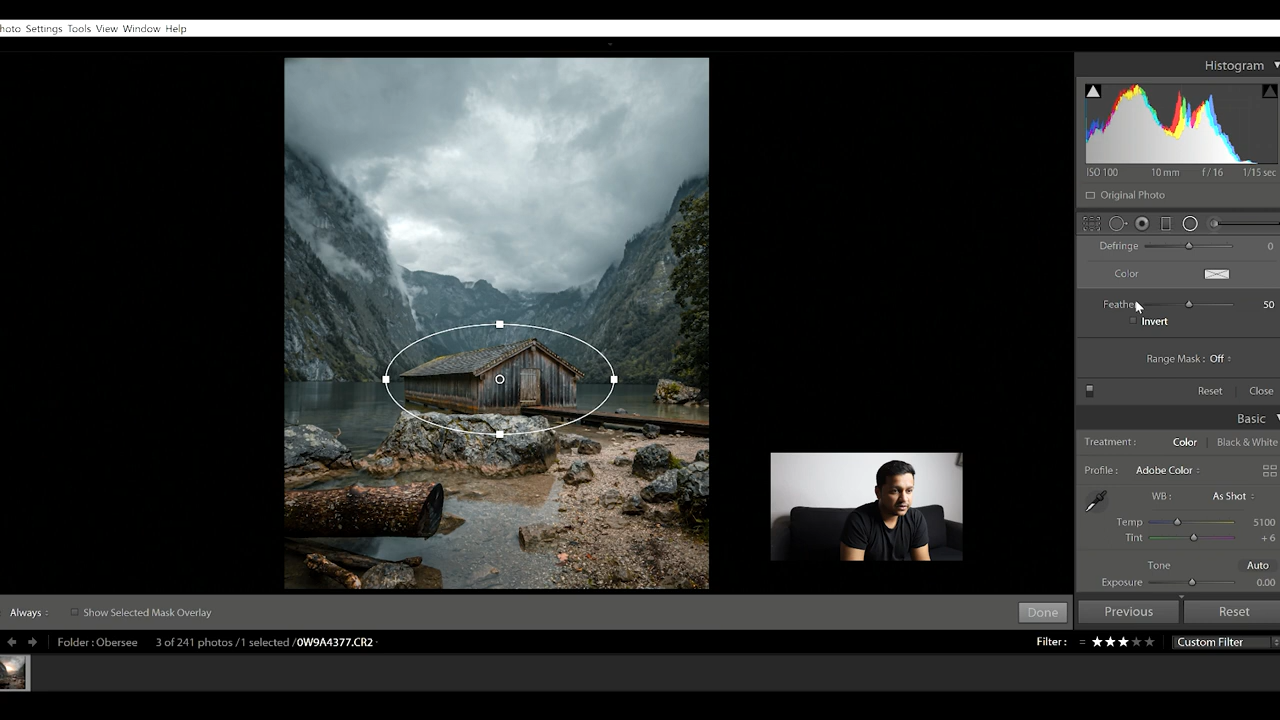 hoto Settings Tools View Window Help
Histogram
ISO 100 10 mm f / 16 1/15 sec
Original Photo
Defringe 0
Color
Feather 50
Invert
Range Mask : Off
Reset Close
Basic
Treatment : Color Black & White
Profile : Adobe Color
WB : As Shot
Temp 5100
Tint + 6
Tone Auto
Exposure 0.00
Always : Show Selected Mask Overlay Done Previous Reset
Folder : Obersee 3 of 241 photos / 1 selected / 0W9A4377.CR2 Filter : = ★★★★★ Custom Filter